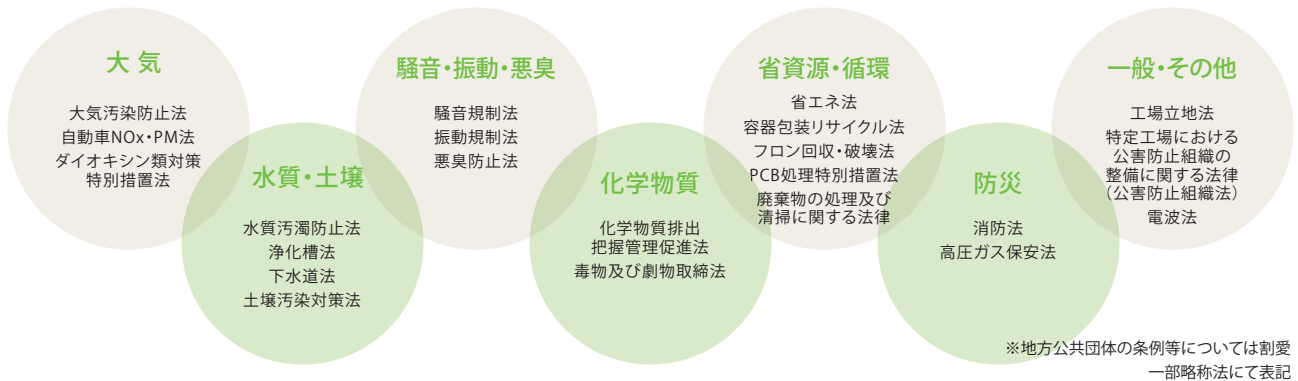 大気
大気汚染防止法
自動車NOx・PM法
ダイオキシン類対策
特別措置法
水質・土壌
水質汚濁防止法
浄化槽法
下水道法
土壌汚染対策法
騒音・振動・悪臭
騒音規制法
振動規制法
悪臭防止法
化学物質
化学物質排出
把握管理促進法
毒物及び劇物取締法
省資源・循環
省エネ法
容器包装リサイクル法
フロン回収・破壊法
PCB処理特別措置法
廃棄物の処理及び
清掃に関する法律
防災
消防法
高圧ガス保安法
一般・その他
工場立地法
特定工場における
公害防止組織の
整備に関する法律
(公害防止組織法)
電波法
※地方公共団体の条例等については割愛
一部略称法にて表記